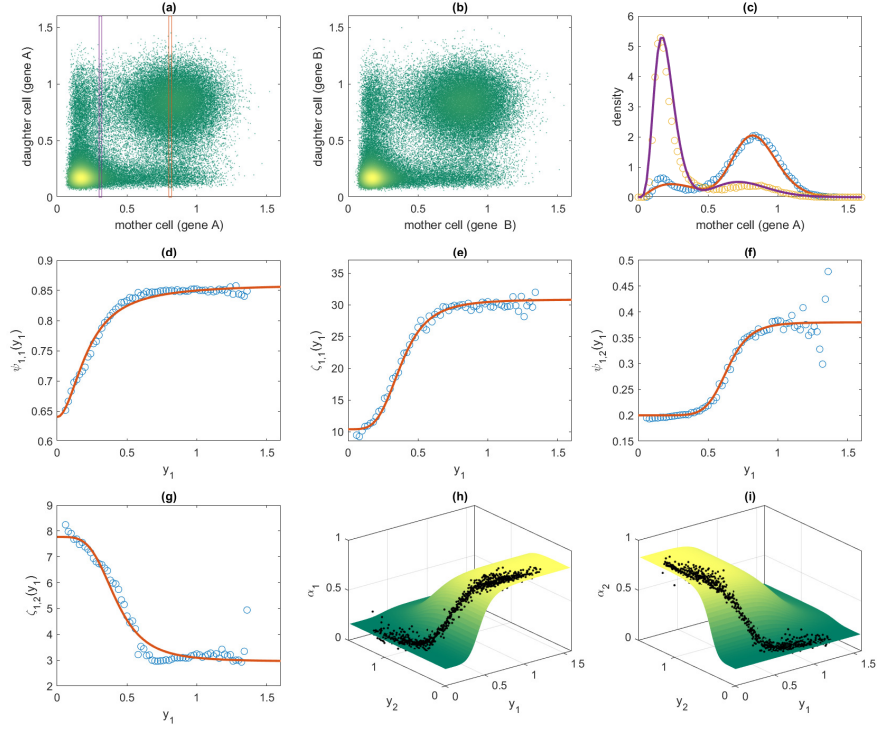 (a)
daughter cell (gene A)
1.5
1
0.5
0
0 0.5 1 1.5
mother cell (gene A)
(b)
daughter cell (gene B)
1.5
1
0.5
0
0 0.5 1 1.5
mother cell (gene B)
(c)
density
6
5
4
3
2
1
0
0 0.5 1 1.5
mother cell (gene A)
(d)
ψ1,1(y1)
0.9
0.85
0.8
0.75
0.7
0.65
0.6
0 0.5 1 1.5
y1
(e)
ζ1,1(y1)
35
30
25
20
15
10
0 0.5 1 1.5
y1
(f)
ψ1,2(y1)
0.45
0.35
0.25
0.2
0.15
0 0.5 1 1.5
y1
(g)
ζ1,2(y1)
9
8
7
6
5
4
3
2
0 0.5 1 1.5
y1
(h)
α1
1
0.5
0
1
0
y2
0
0.5
1
1.5
y1
(i)
α2
1
0.5
0
1
0
y2
0
0.5
1
1.5
y1